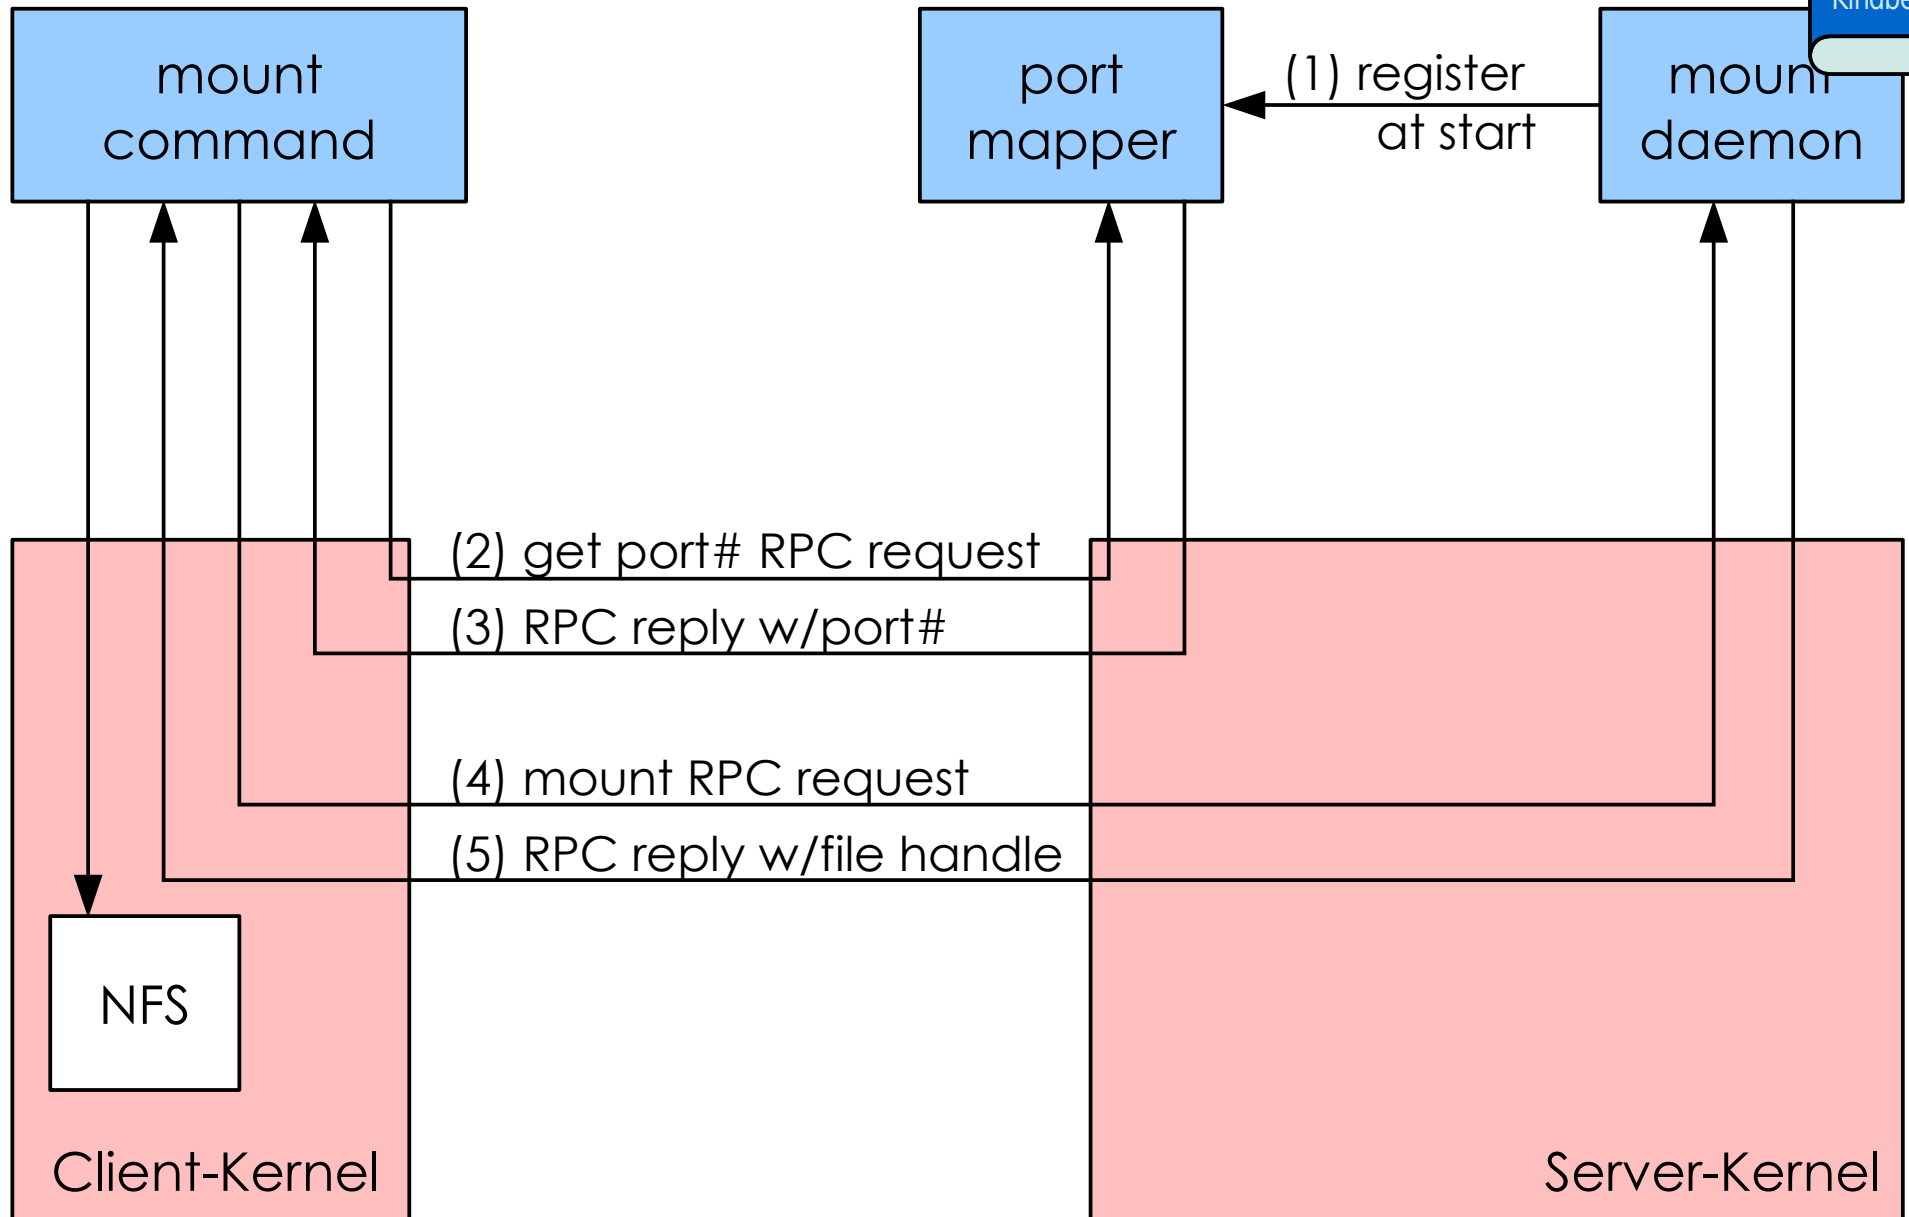 mount
command
port
mapper
(1) register
at start
mount
daemon
(2) get port# RPC request
(3) RPC reply w/port#
(4) mount RPC request
(5) RPC reply w/file handle
NFS
Client-Kernel
Server-Kernel